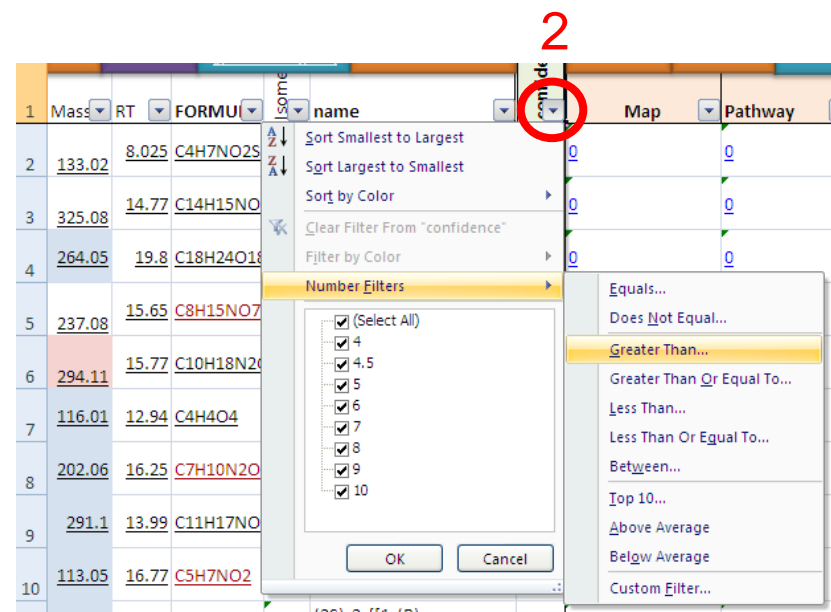 2
1 Mass RT FORMUL Isome name confide Map Pathway
2 133.02 8.025 C4H7NO2S 0 0
3 325.08 14.77 C14H15NO 0 0
4 264.05 19.8 C18H24O18 0 0
5 237.08 15.65 C8H15NO7
6 294.11 15.77 C10H18N2O
7 116.01 12.94 C4H4O4
8 202.06 16.25 C7H10N2O
9 291.1 13.99 C11H17NO
10 113.05 16.77 C5H7NO2
Sort Smallest to Largest
Sort Largest to Smallest
Sort by Color
Clear Filter From "confidence"
Filter by Color
Number Filters
(Select All)
4
4.5
5
6
7
8
9
10
OK Cancel
Equals...
Does Not Equal...
Greater Than...
Greater Than Or Equal To...
Less Than...
Less Than Or Equal To...
Between...
Top 10...
Above Average
Below Average
Custom Filter...